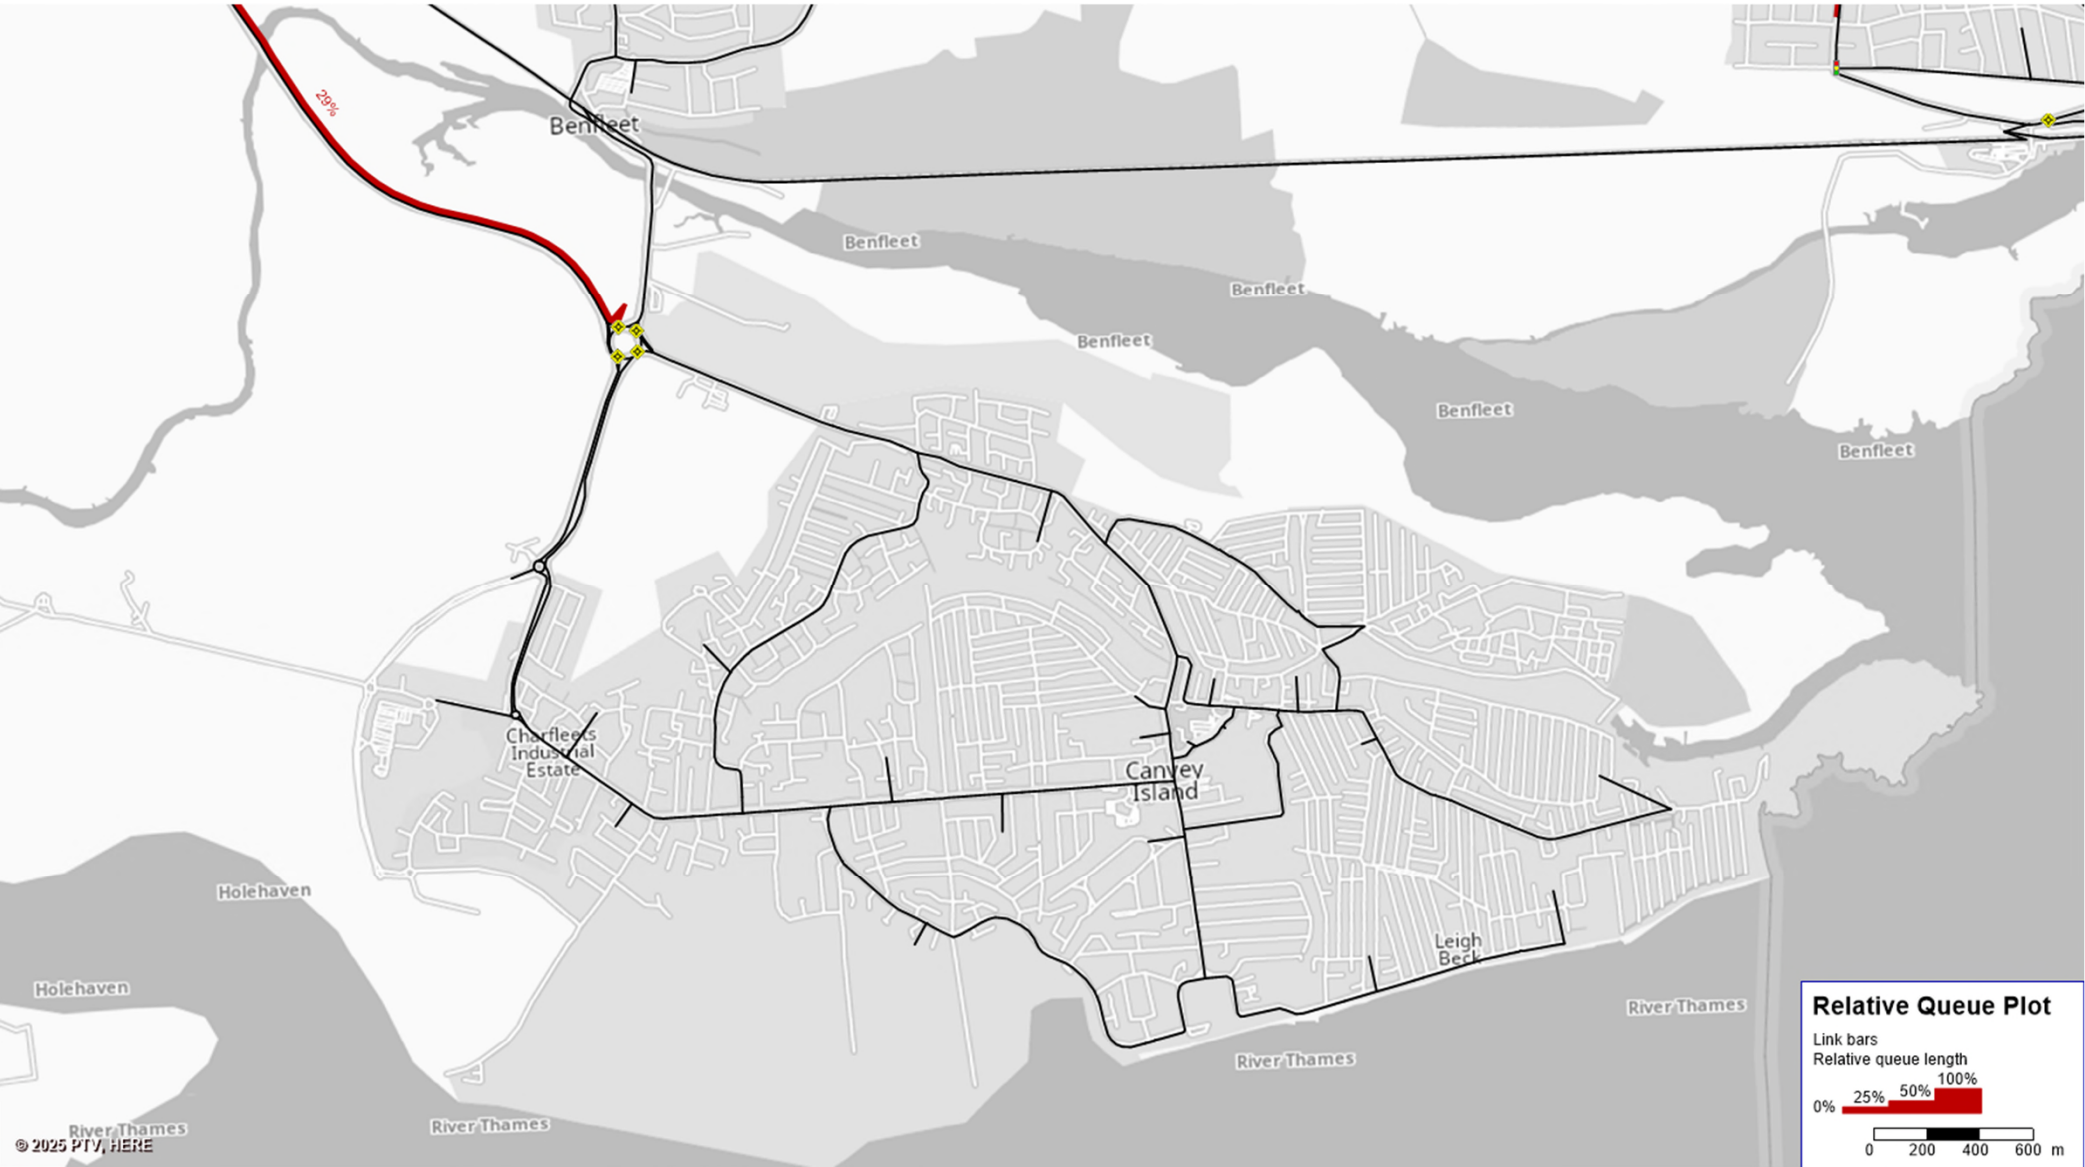 29%
Benfleet
Benfleet
Benfleet
Benfleet
Benfleet
Benfleet
Charfleets
Industrial
Estate
Canvey
Island
Holehaven
Leigh
Beck
Holehaven
River Thames
River Thames
River Thames
River Thames
© 2025 PTV, HERE
Relative Queue Plot
Link bars
Relative queue length
0% 25% 50% 100%
0 200 400 600 m